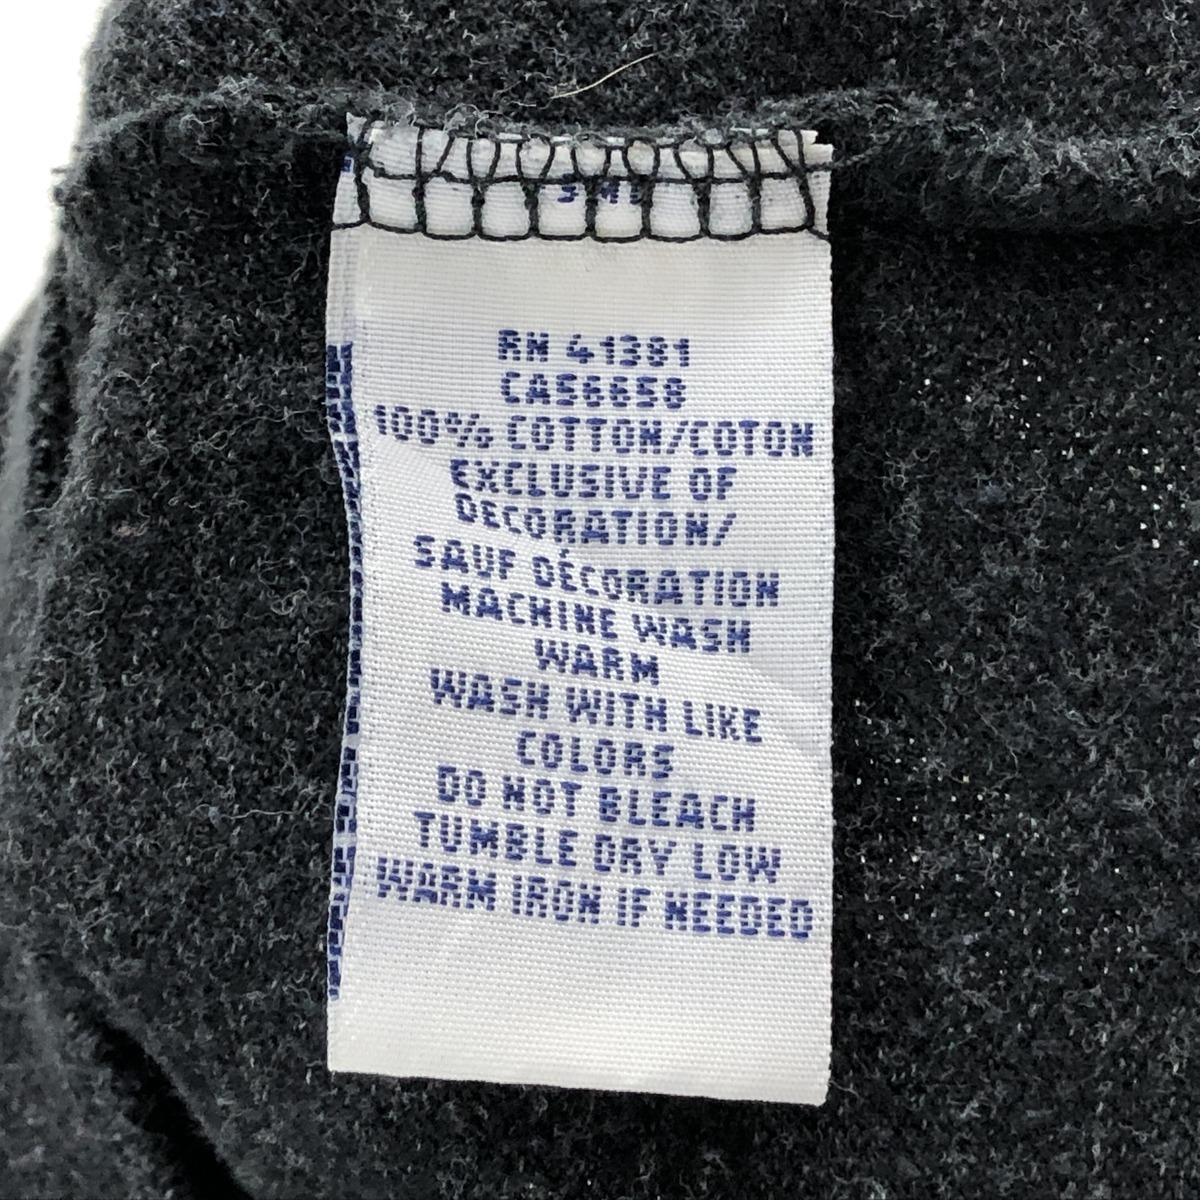 RN 41381
CA56658
100% COTTON/COTON
EXCLUSIVE OF
DECORATION/
SAUF DÉCORATION
MACHINE WASH
WARM
WASH WITH LIKE
COLORS
DO NOT BLEACH
TUMBLE DRY LOW
WARM IRON IF NEEDED